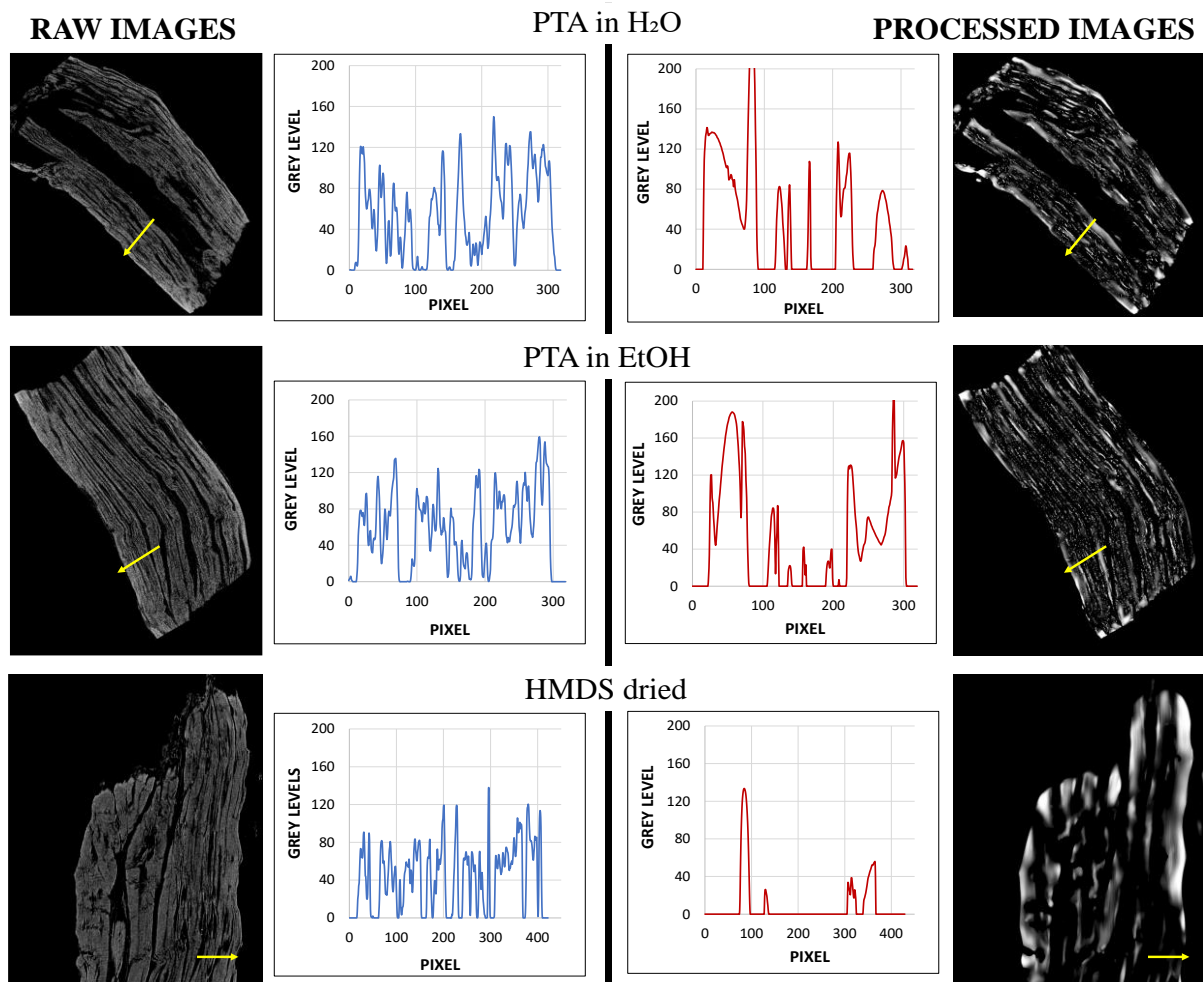 RAW IMAGES
PTA in H₂O
PROCESSED IMAGES
GREY LEVEL
200
160
120
80
40
0
0 100 200 300
PIXEL
GREY LEVEL
200
160
120
80
40
0
0 100 200 300
PIXEL
PTA in EtOH
GREY LEVEL
200
160
120
80
40
0
0 100 200 300
PIXEL
GREY LEVEL
200
160
120
80
40
0
0 100 200 300
PIXEL
HMDS dried
GREY LEVELS
200
160
120
80
40
0
0 100 200 300 400
PIXEL
GREY LEVEL
200
160
120
80
40
0
0 100 200 300 400
PIXEL